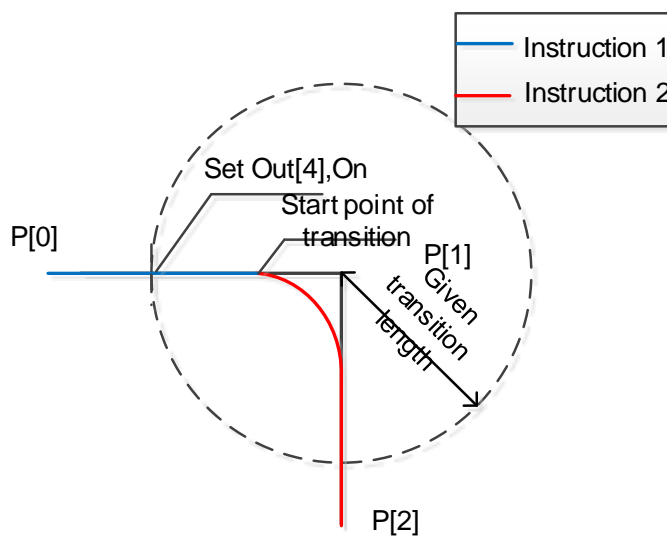 Instruction 1
Instruction 2
Set Out[4],On
Start point of
transition
P[0]
P[1]
Given
transition
length
P[2]